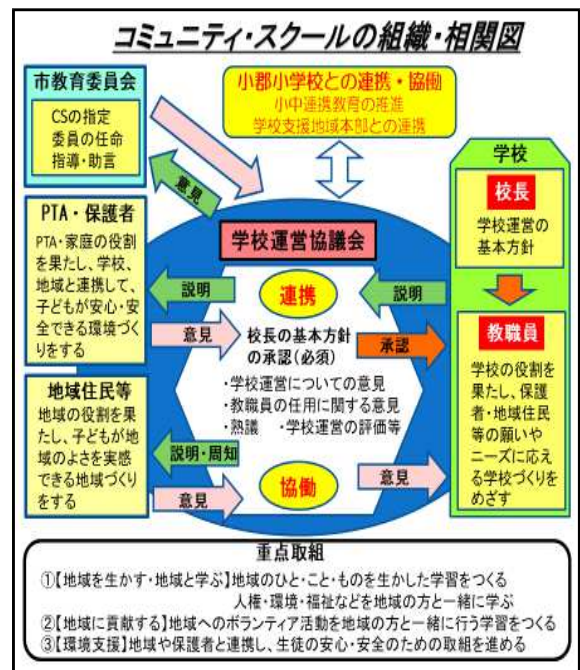 コミュニティ・スクールの組織・相関図
市教育委員会
CSの指定
委員の任命
指導・助言
小郡小学校との連携・協働
小中連携教育の推進
学校支援地域本部との連携
意見
学校
校長
学校運営の
基本方針
PTA・保護者
PTA・家庭の役割
を果たし、学校、
地域と連携して、
子どもが安心・安
全できる環境づく
りをする
学校運営協議会
連携
説明
説明
意見
校長の基本方針
の承認(必須)
承認
・学校運営についての意見
・教職員の任用に関する意見
・熟議 ・学校運営の評価等
教職員
学校の役割を
果たし、保護
者・地域住民
等の願いや
ニーズに応え
る学校づくりを
めざす
地域住民等
地域の役割を果
たし、子どもが地
域のよさを実感
できる地域づくり
をする
説明・周知
意見
協働
意見
重点取組
①【地域を生かす・地域と学ぶ】地域のひと・こと・ものを生かした学習をつくる
人権・環境・福祉などを地域の方と一緒に学ぶ
②【地域に貢献する】地域へのボランティア活動を地域の方と一緒に行う学習をつくる
③【環境支援】地域や保護者と連携し、生徒の安心・安全のための取組を進める